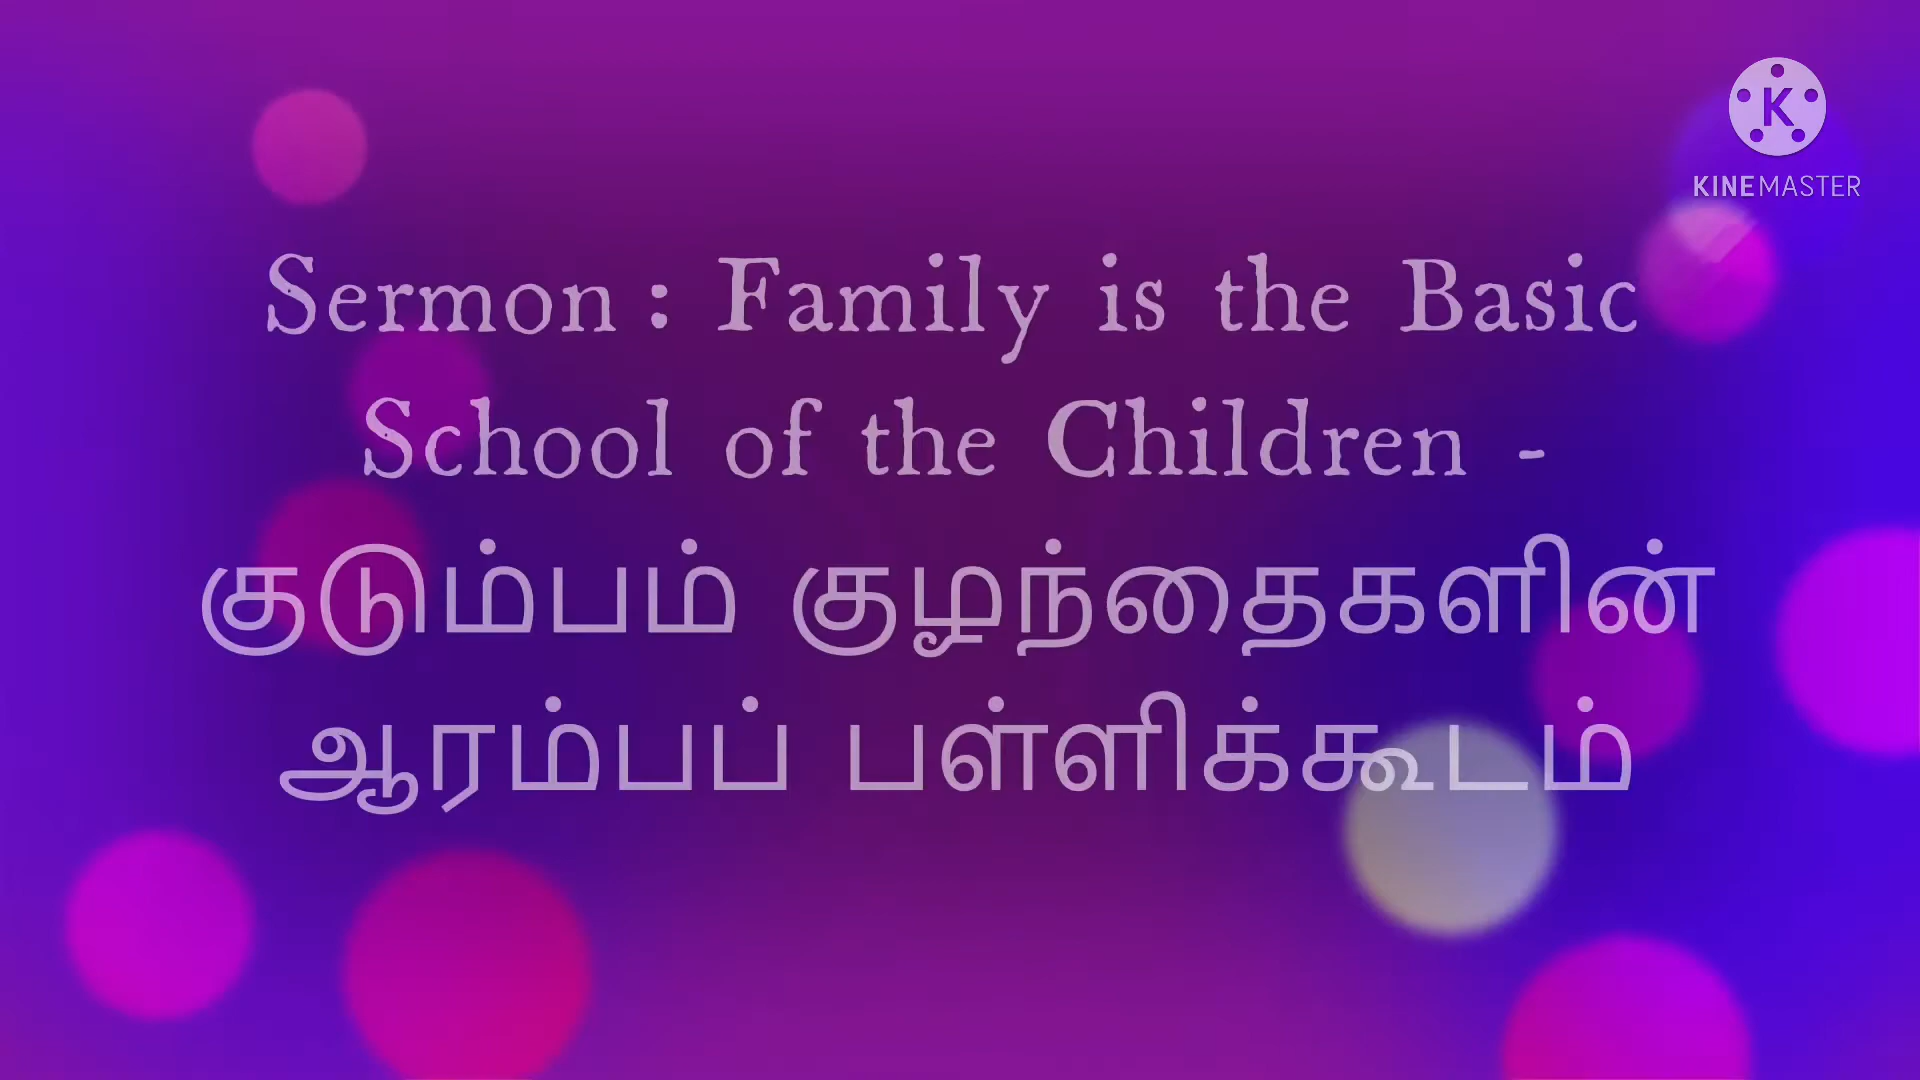 K
KINEMASTER
Sermon : Family is the Basic
School of the Children -
குடும்பம் குழந்தைகளின்
ஆரம்பப் பள்ளிக்கூடம்